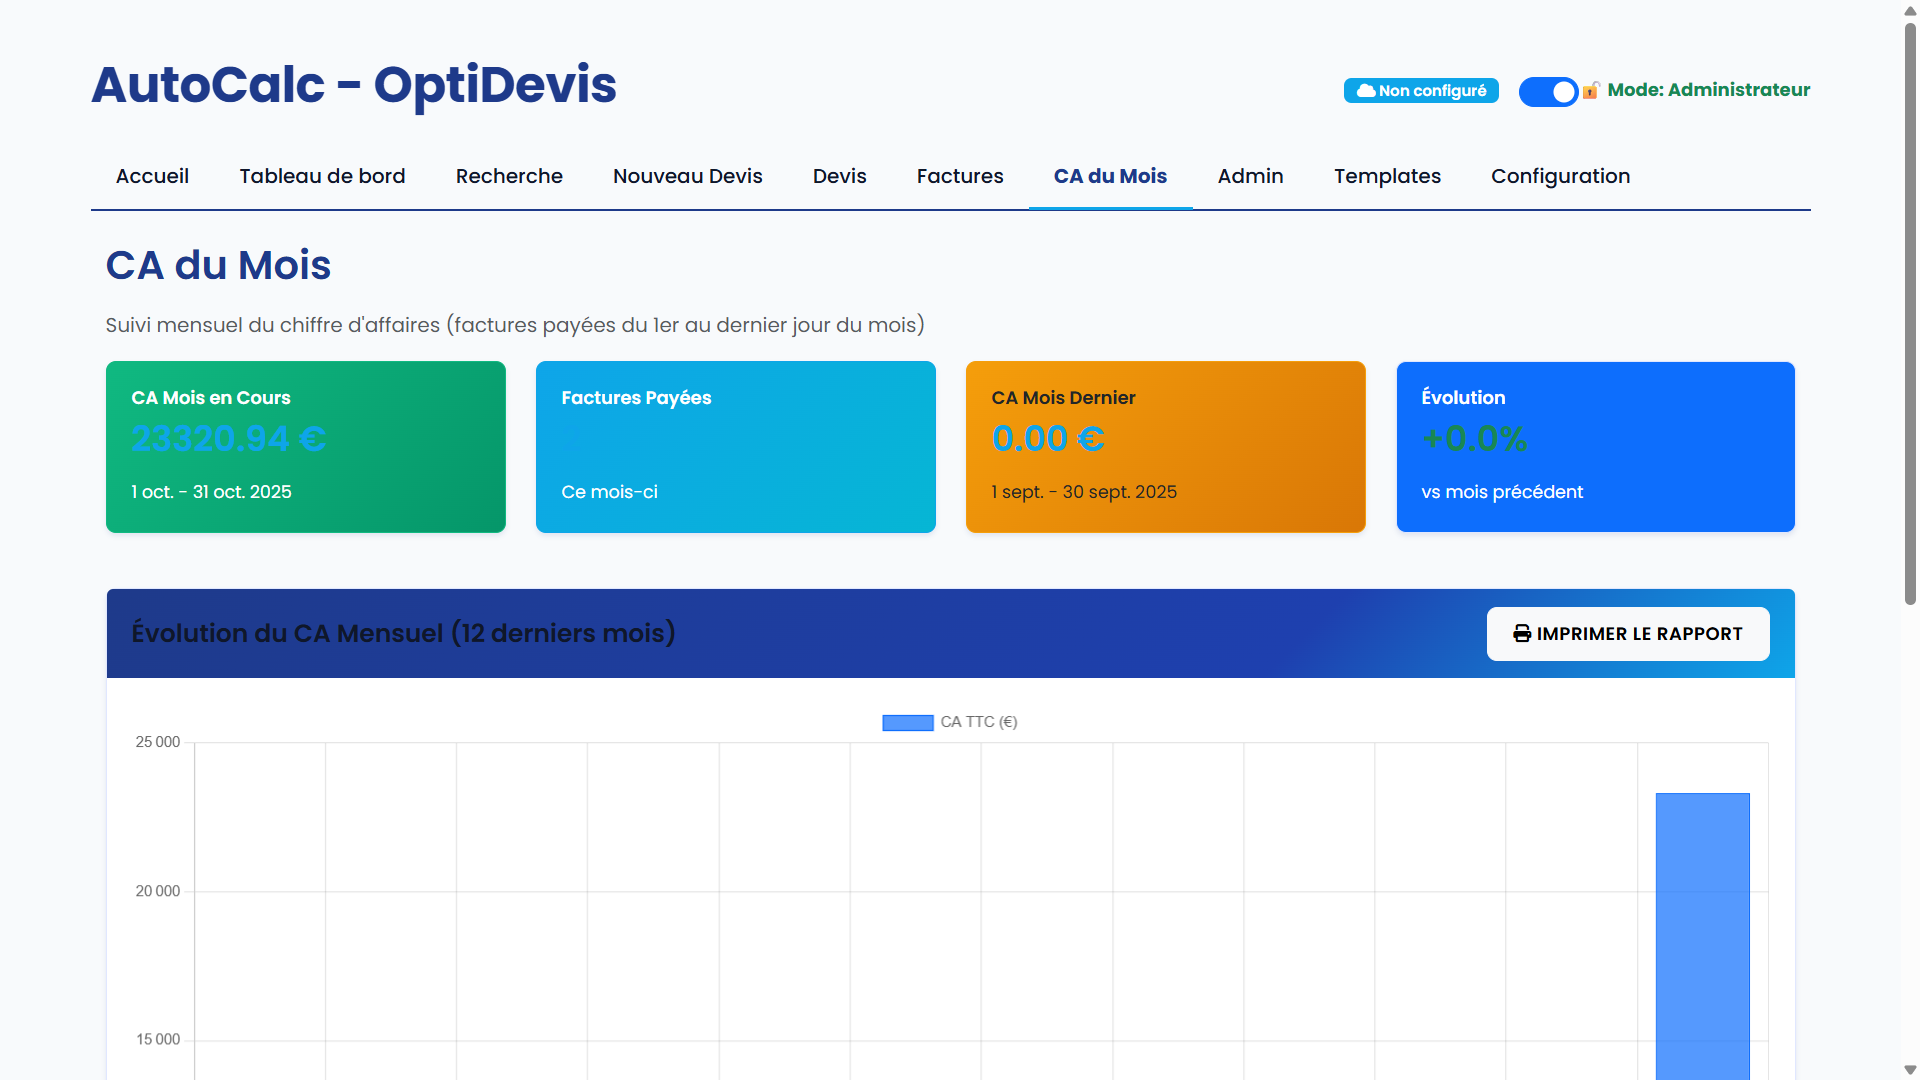 AutoCalc - OptiDevis
Non configuré
Mode: Administrateur
Accueil
Tableau de bord
Recherche
Nouveau Devis
Devis
Factures
CA du Mois
Admin
Templates
Configuration
CA du Mois
Suivi mensuel du chiffre d'affaires (factures payées du 1er au dernier jour du mois)
CA Mois en Cours
23320.94 €
1 oct. - 31 oct. 2025
Factures Payées
Ce mois-ci
CA Mois Dernier
0.00 €
1 sept. - 30 sept. 2025
Évolution
+0.0%
vs mois précédent
Évolution du CA Mensuel (12 derniers mois)
IMPRIMER LE RAPPORT
CA TTC (€)
25 000
20 000
15 000